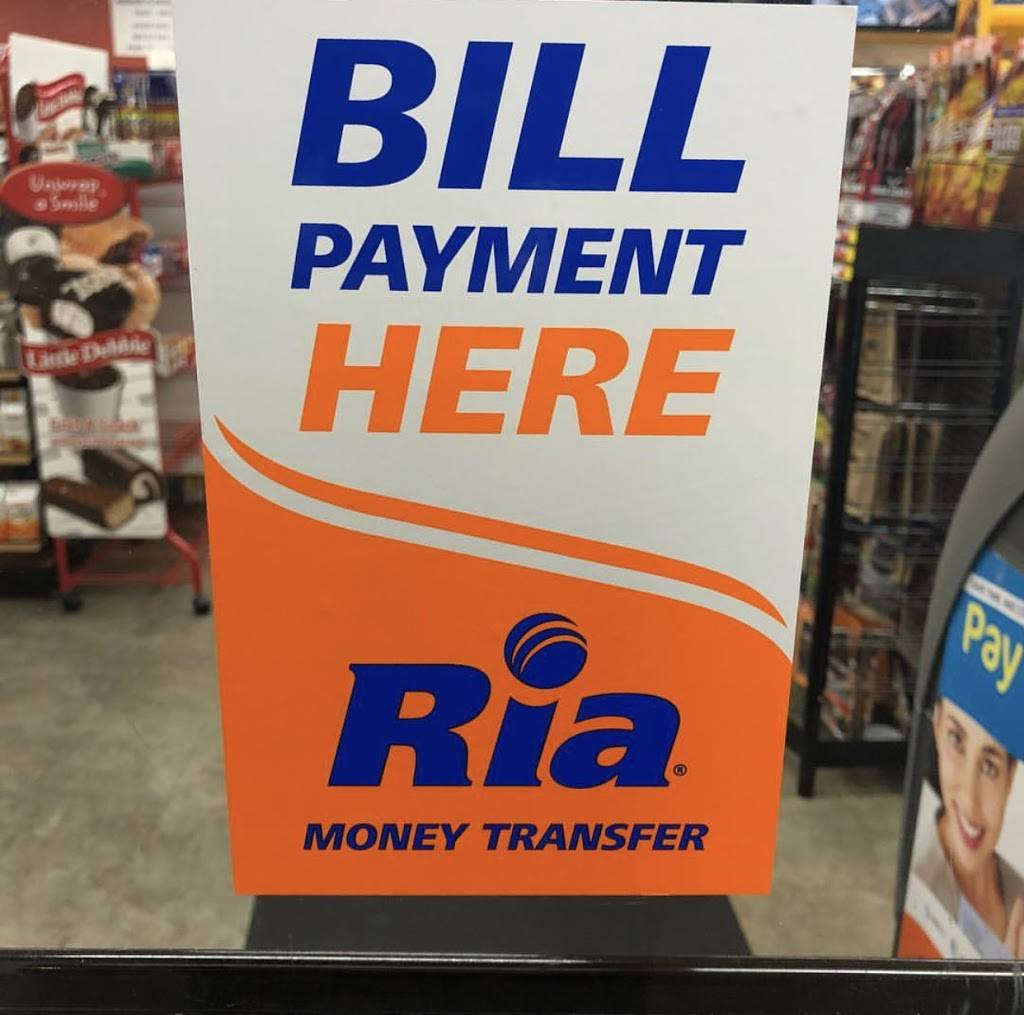 BILL
PAYMENT
HERE
Ria®
MONEY TRANSFER
Unwrap
a Smile
Little Debbie
Pay